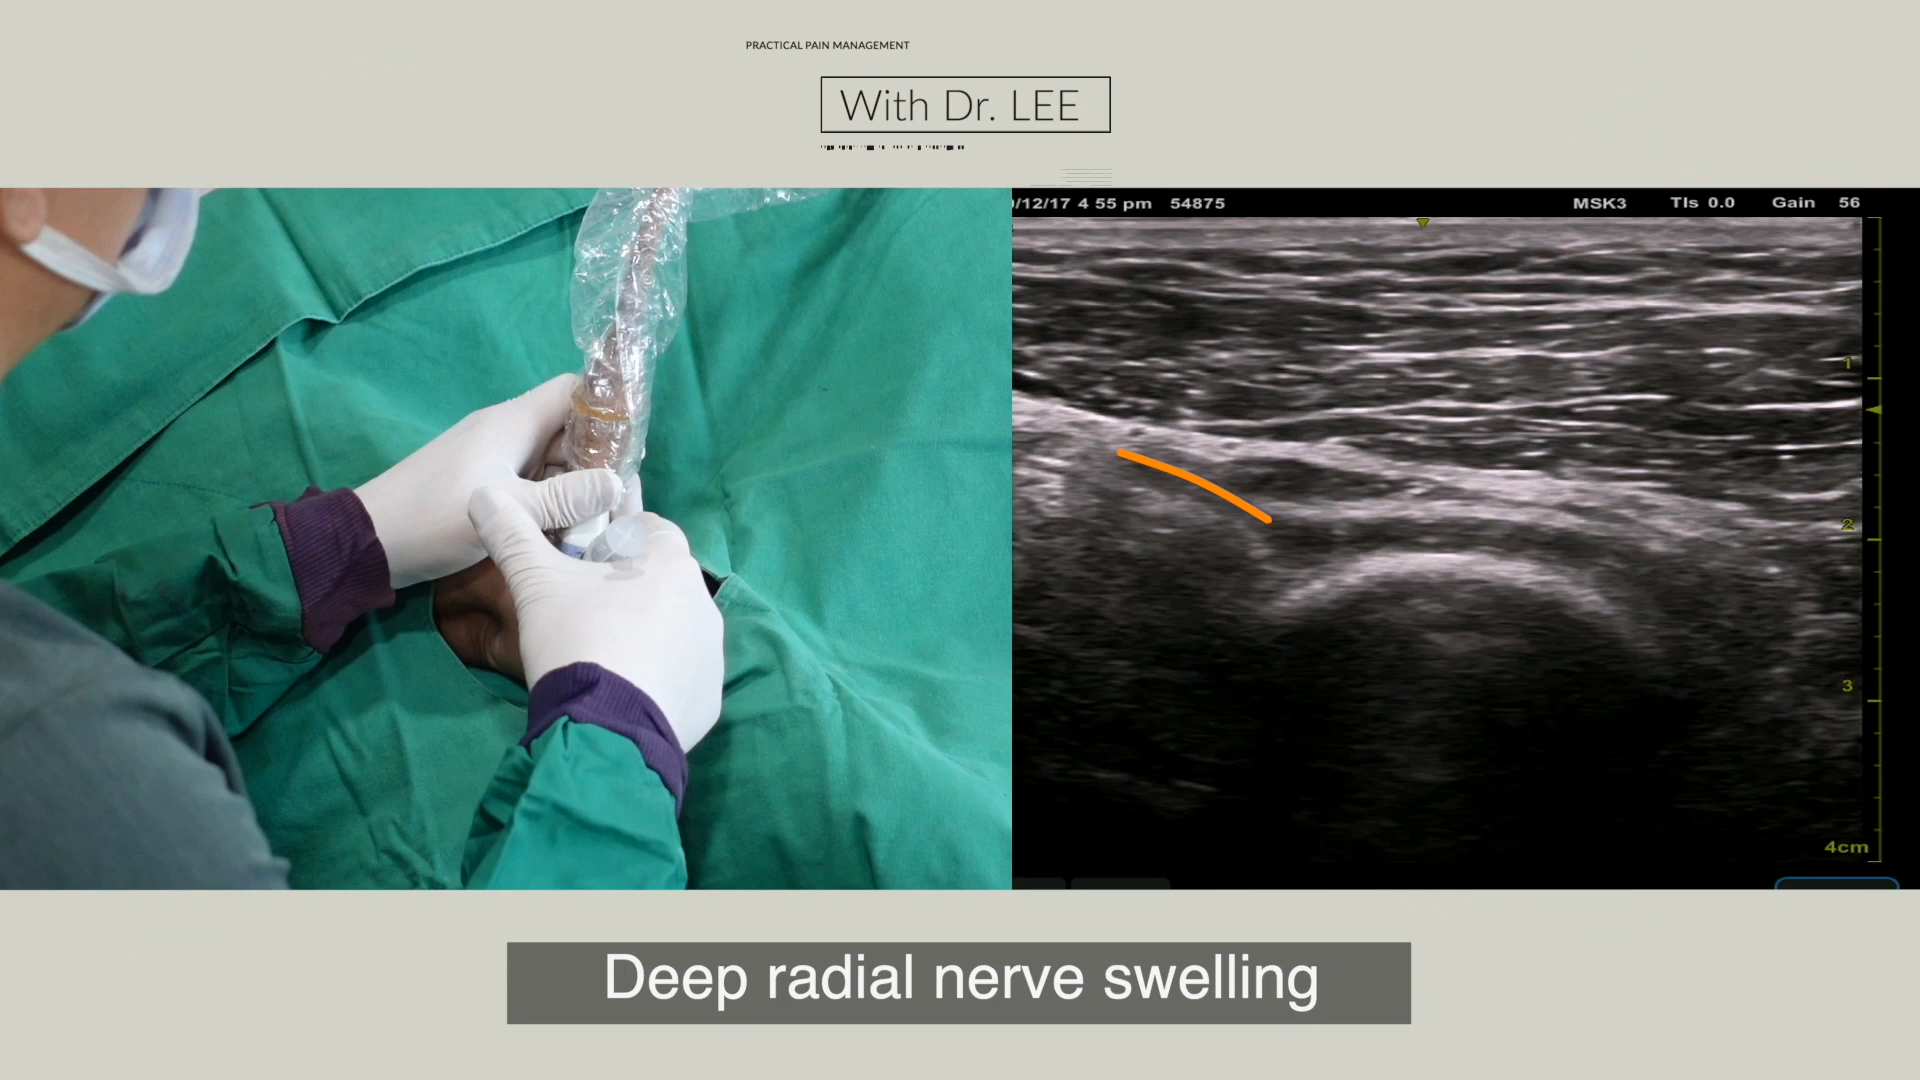 PRACTICAL PAIN MANAGEMENT
With Dr. LEE
/12/17 4 55 pm 54875 MSK3 TIs 0.0 Gain 56
1
2
3
4cm
Deep radial nerve swelling